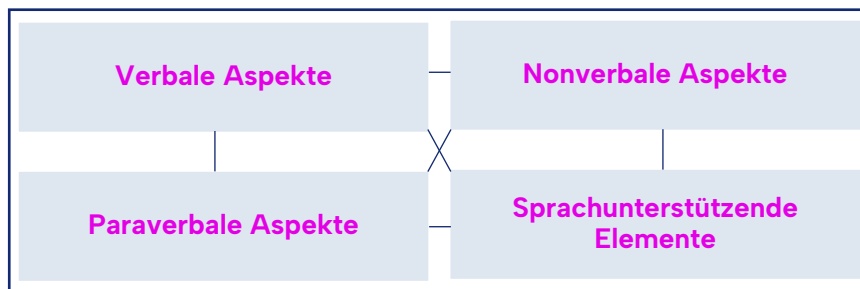 Verbale Aspekte
Nonverbale Aspekte
Paraverbale Aspekte
Sprachunterstützende
Elemente